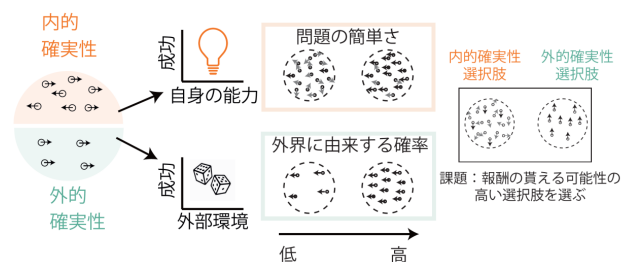 内的
確実性
外的
確実性
成功
自身の能力
成功
外部環境
問題の簡単さ
外界に由来する確率
低
高
内的確実性
選択肢
外的確実性
選択肢
課題：報酬の貰える可能性の
高い選択肢を選ぶ